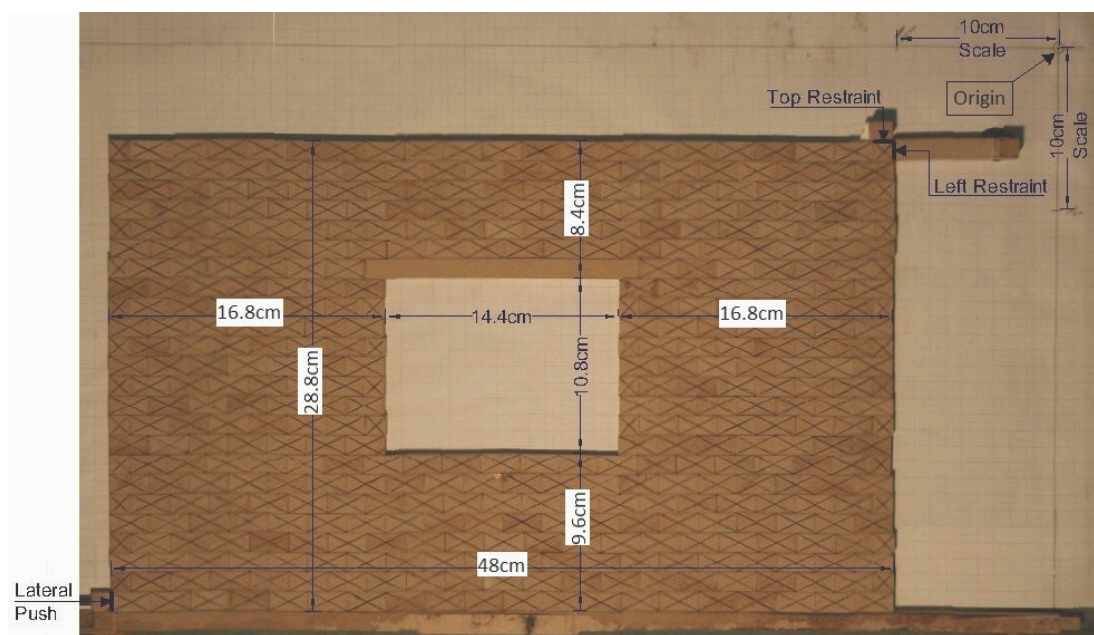 10cm
Scale
Origin
Top Restraint
10cm
Scale
Left Restraint
8.4cm
16.8cm
14.4cm
16.8cm
28.8cm
10.8cm
9.6cm
48cm
Lateral
Push